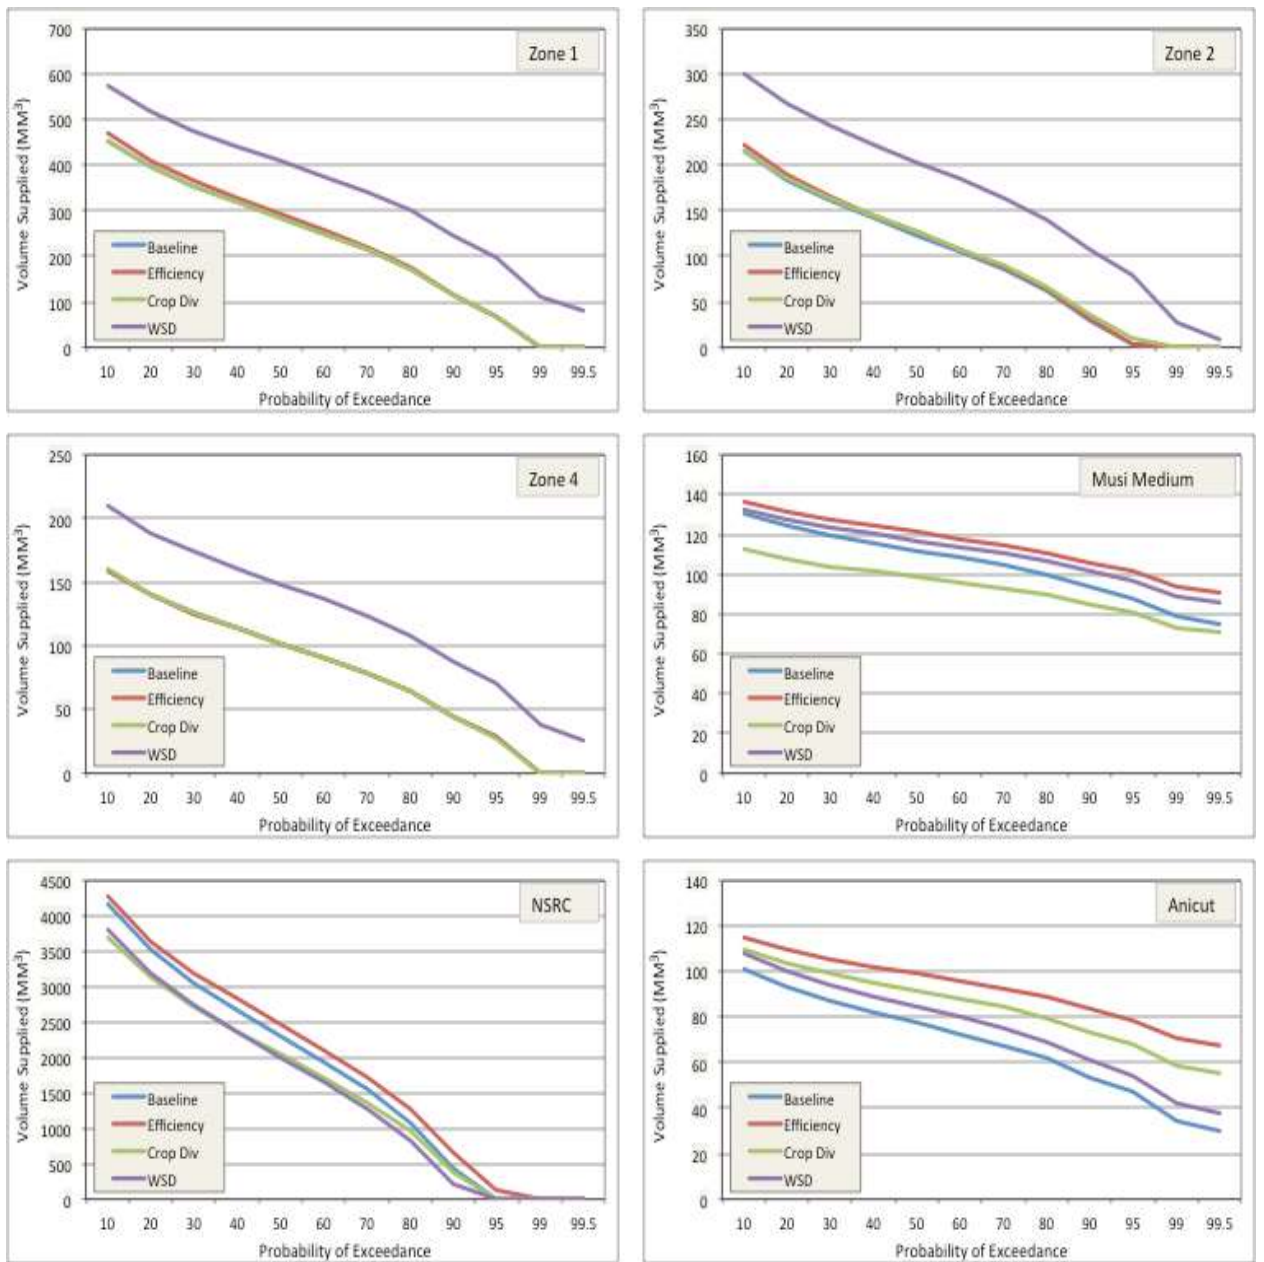 Zone 1
Volume Supplied (MM³)
700
600
500
400
300
200
100
0
Baseline
Efficiency
Crop Div
WSD
10 20 30 40 50 60 70 80 90 95 99 99.5
Probability of Exceedance
Zone 2
Volume Supplied (MM³)
350
300
250
200
150
100
50
0
Baseline
Efficiency
Crop Div
WSD
10 20 30 40 50 60 70 80 90 95 99 99.5
Probability of Exceedance
Zone 4
Volume Supplied (MM³)
250
200
150
100
50
0
Baseline
Efficiency
Crop Div
WSD
10 20 30 40 50 60 70 80 90 95 99 99.5
Probability of Exceedance
Musi Medium
Volume Supplied (MM³)
160
140
120
100
80
60
40
20
0
Baseline
Efficiency
Crop Div
WSD
10 20 30 40 50 60 70 80 90 95 99 99.5
Probability of Exceedance
NSRC
Volume Supplied (MM³)
4500
4000
3500
3000
2500
2000
1500
1000
500
0
Baseline
Efficiency
Crop Div
WSD
10 20 30 40 50 60 70 80 90 95 99 99.5
Probability of Exceedance
Anicut
Volume Supplied (MM³)
140
120
100
80
60
40
20
0
Baseline
Efficiency
Crop Div
WSD
10 20 30 40 50 60 70 80 90 95 99 99.5
Probability of Exceedance